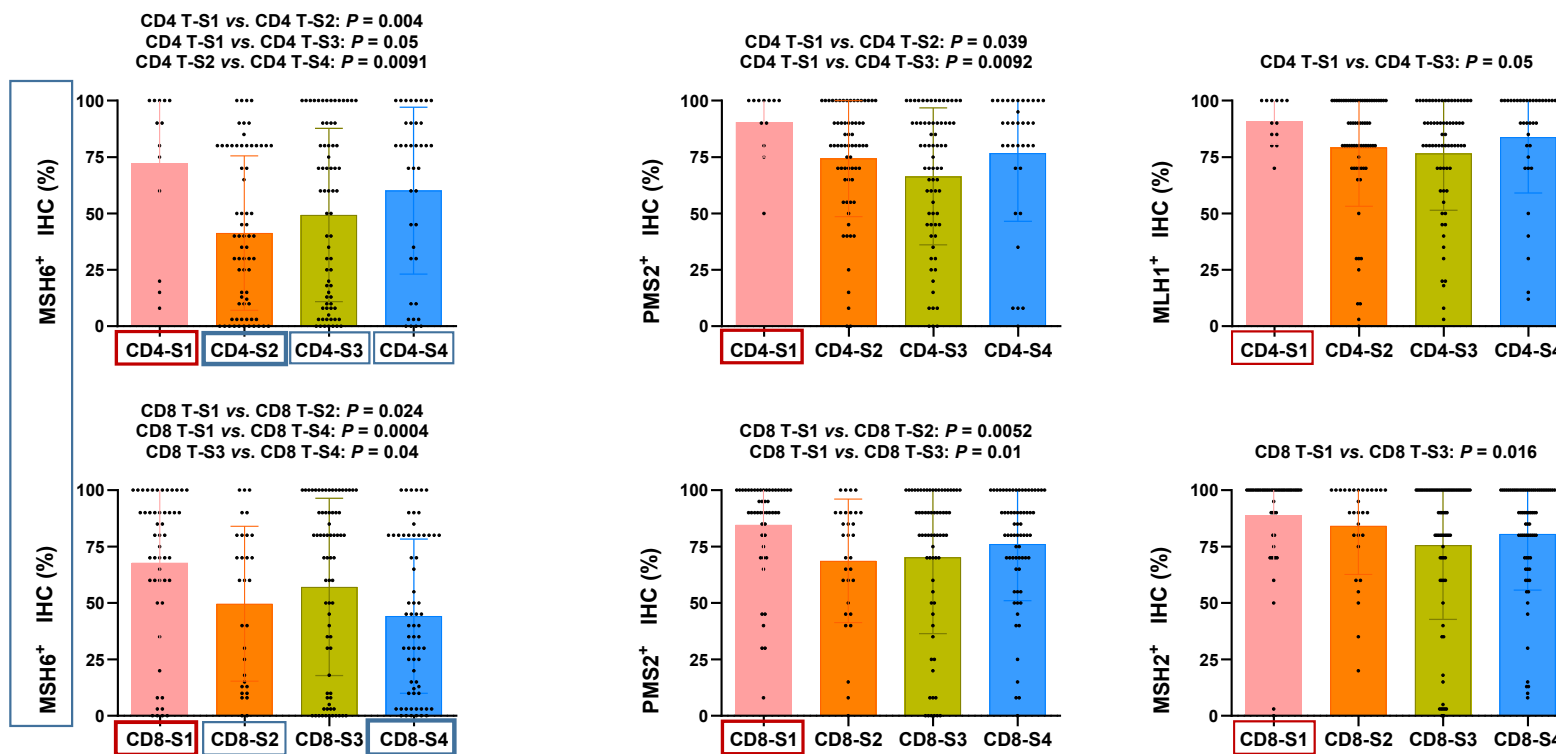 CD4 T-S1 vs. CD4 T-S2: P = 0.004
CD4 T-S1 vs. CD4 T-S3: P = 0.05
CD4 T-S2 vs. CD4 T-S4: P = 0.0091
MSH6⁺ IHC (%)
100
75
50
25
0
CD4-S1 CD4-S2 CD4-S3 CD4-S4
CD4 T-S1 vs. CD4 T-S2: P = 0.039
CD4 T-S1 vs. CD4 T-S3: P = 0.0092
PMS2⁺ IHC (%)
100
75
50
25
0
CD4-S1 CD4-S2 CD4-S3 CD4-S4
CD4 T-S1 vs. CD4 T-S3: P = 0.05
MLH1⁺ IHC (%)
100
75
50
25
0
CD4-S1 CD4-S2 CD4-S3 CD4-S4
CD8 T-S1 vs. CD8 T-S2: P = 0.024
CD8 T-S1 vs. CD8 T-S4: P = 0.0004
CD8 T-S3 vs. CD8 T-S4: P = 0.04
MSH6⁺ IHC (%)
100
75
50
25
0
CD8-S1 CD8-S2 CD8-S3 CD8-S4
CD8 T-S1 vs. CD8 T-S2: P = 0.0052
CD8 T-S1 vs. CD8 T-S3: P = 0.01
PMS2⁺ IHC (%)
100
75
50
25
0
CD8-S1 CD8-S2 CD8-S3 CD8-S4
CD8 T-S1 vs. CD8 T-S3: P = 0.016
MSH2⁺ IHC (%)
100
75
50
25
0
CD8-S1 CD8-S2 CD8-S3 CD8-S4